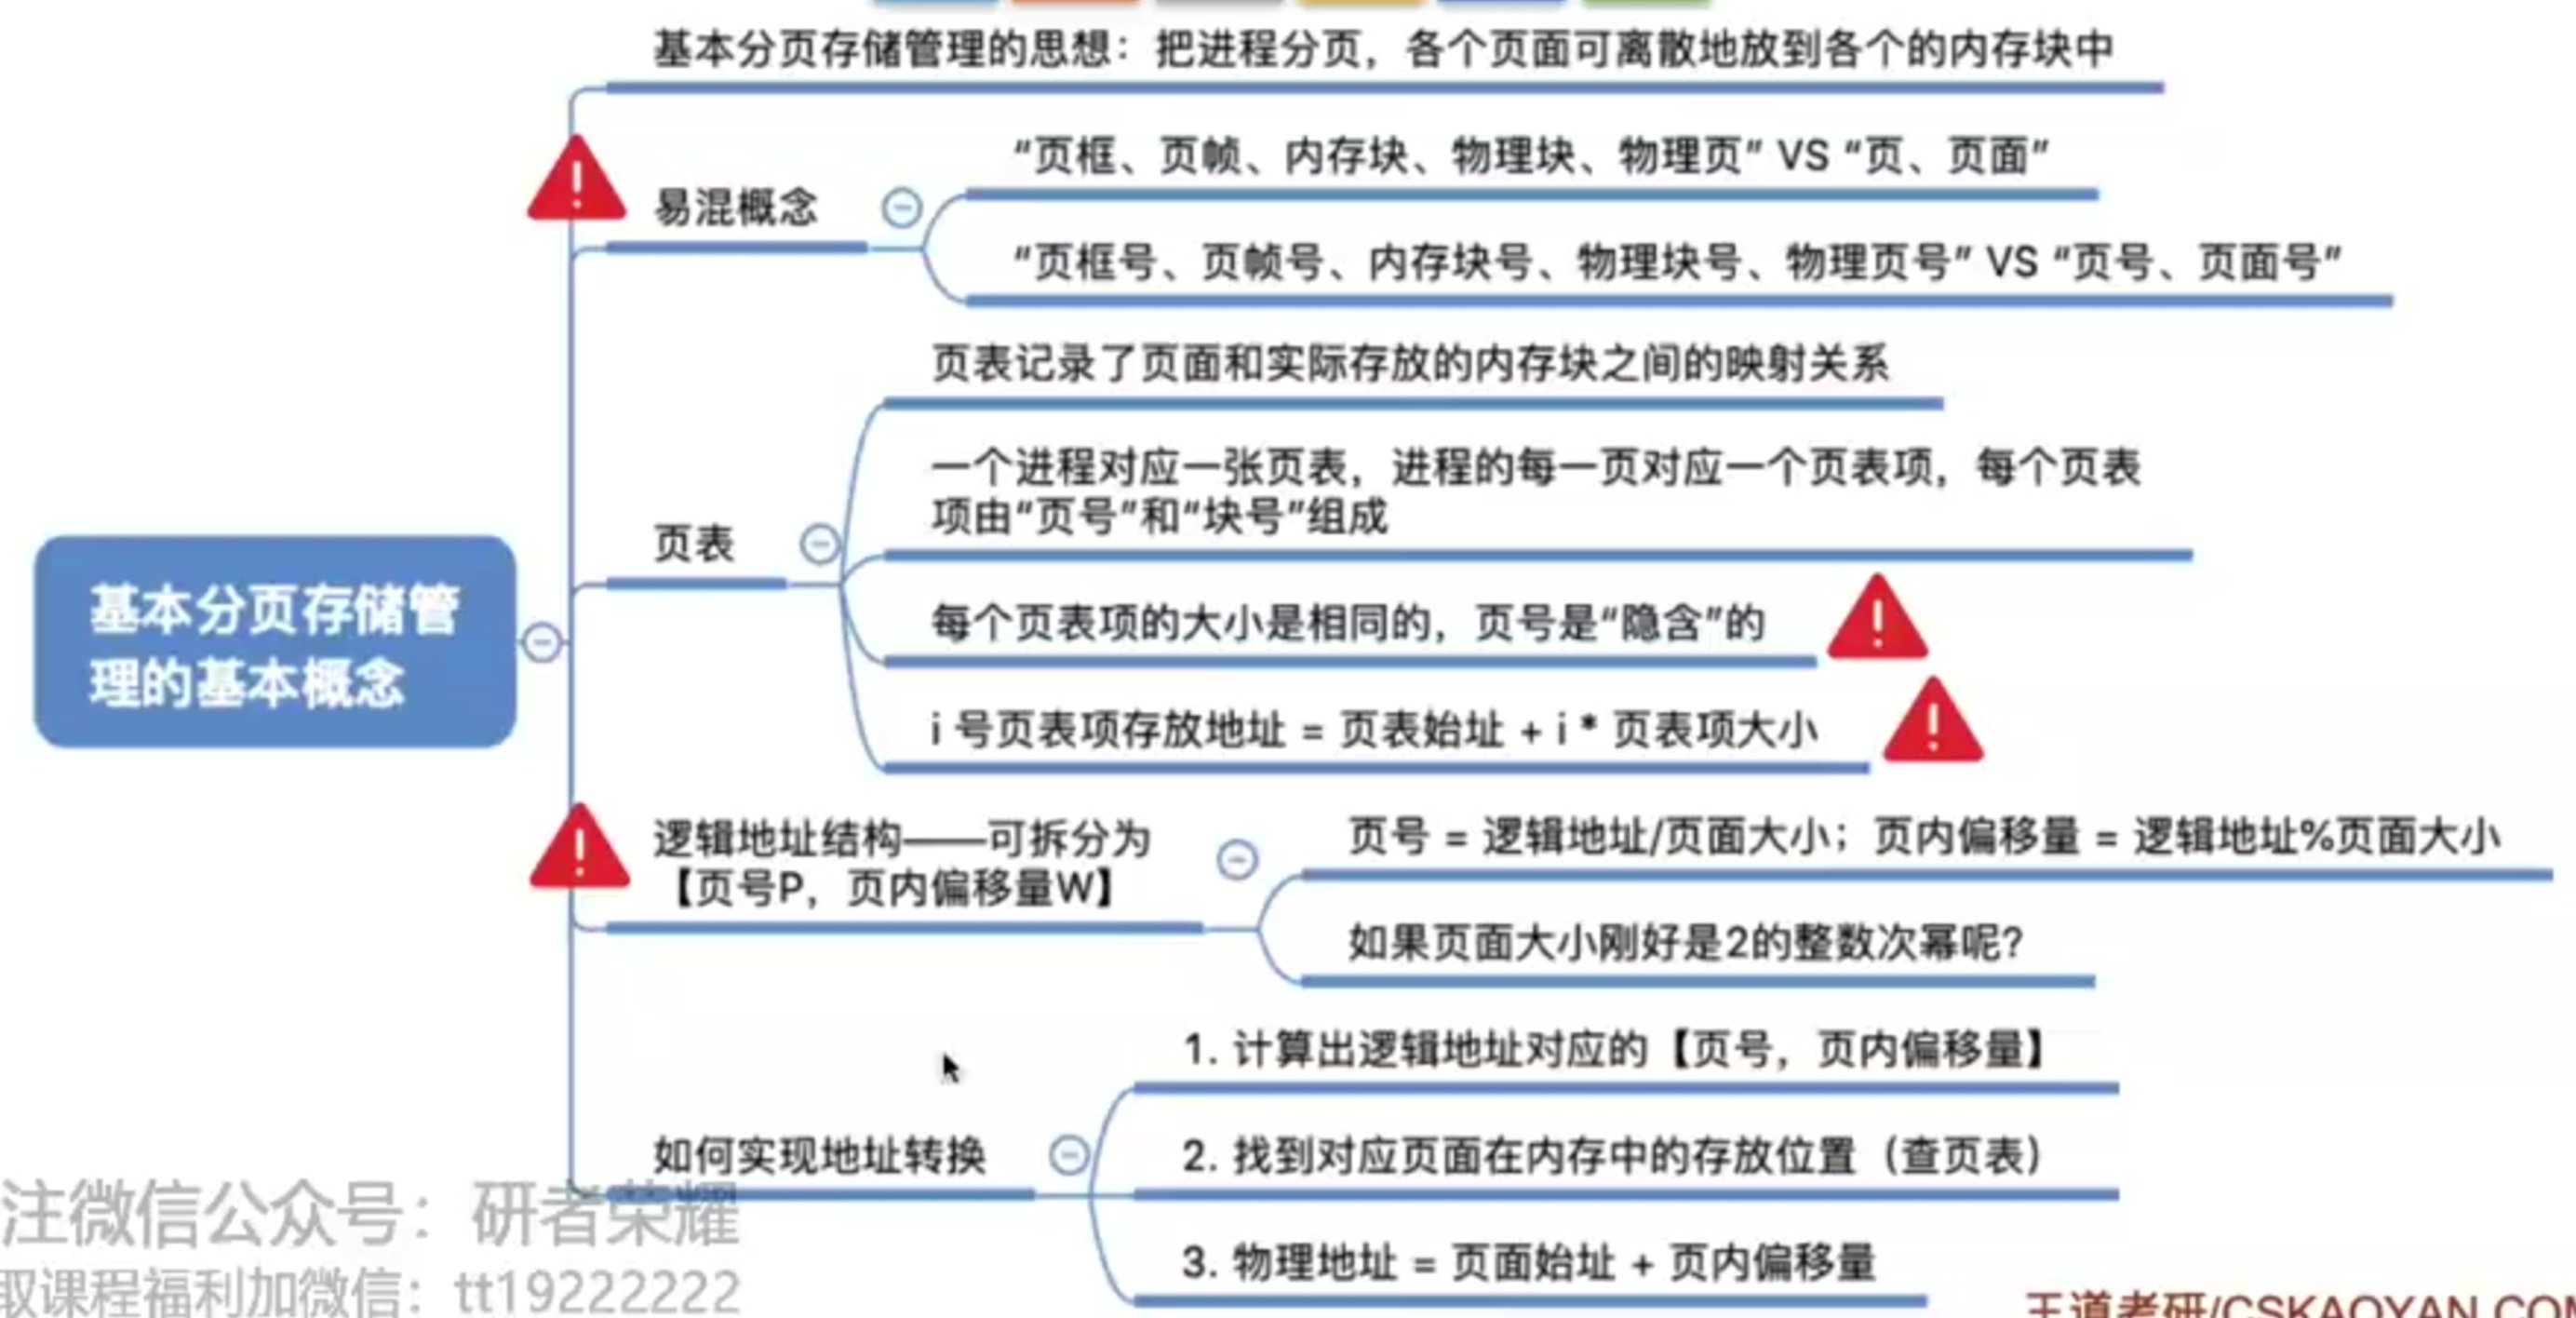 基本分页存储管理的思想：把进程分页，各个页面可离散地放到各个的内存块中
易混概念
“页框、页帧、内存块、物理块、物理页” VS “页、页面”
“页框号、页帧号、内存块号、物理块号、物理页号” VS “页号、页面号”
基本分页存储管
理的基本概念
页表
页表记录了页面和实际存放的内存块之间的映射关系
一个进程对应一张页表，进程的每一页对应一个页表项，每个页表
项由“页号”和“块号”组成
每个页表项的大小是相同的，页号是“隐含”的
i 号页表项存放地址 = 页表始址 + i * 页表项大小
逻辑地址结构——可拆分为
【页号P，页内偏移量W】
页号 = 逻辑地址/页面大小；页内偏移量 = 逻辑地址%页面大小
如果页面大小刚好是2的整数次幂呢？
如何实现地址转换
1. 计算出逻辑地址对应的【页号，页内偏移量】
2. 找到对应页面在内存中的存放位置（查页表）
3. 物理地址 = 页面始址 + 页内偏移量
注微信公众号：研者荣耀
取课程福利加微信：tt19222222
王道考研/CSKAOYAN.COM